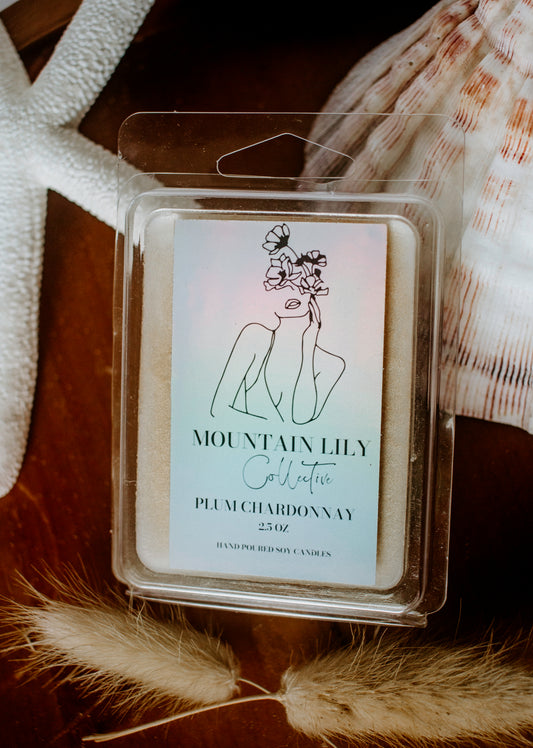 MOUNTAIN LILY
Collective
PLUM CHARDONNAY
2.5 OZ
HAND POURED SOY CANDLES